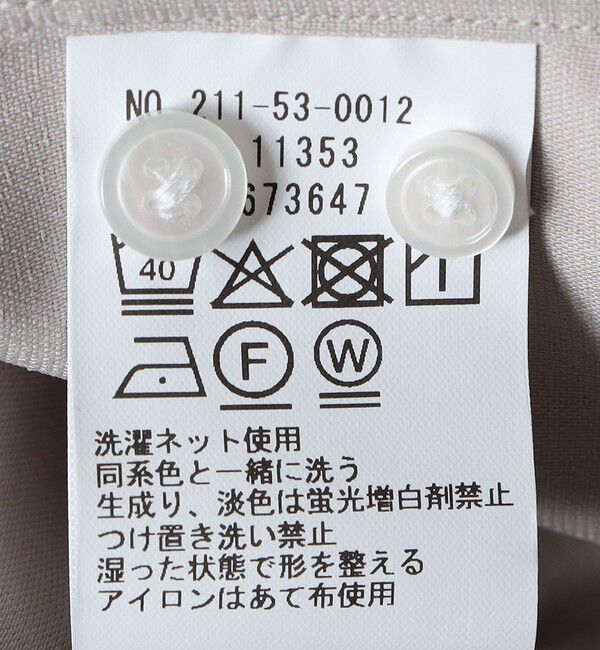 NO 211-53-0012
11353
673647
40
F W
洗濯ネット使用
同系色と一緒に洗う
生成り、淡色は蛍光増白剤禁止
つけ置き洗い禁止
湿った状態で形を整える
アイロンはあて布使用